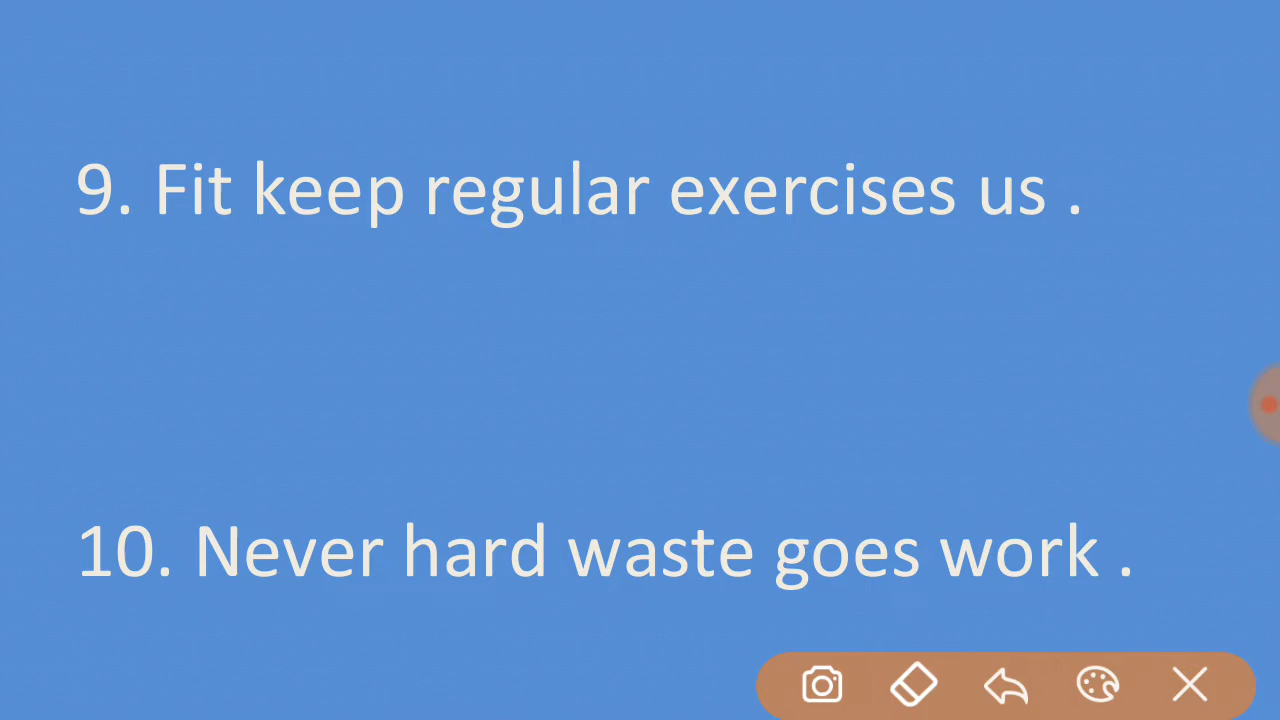 9. Fit keep regular exercises us .
10. Never hard waste goes work .